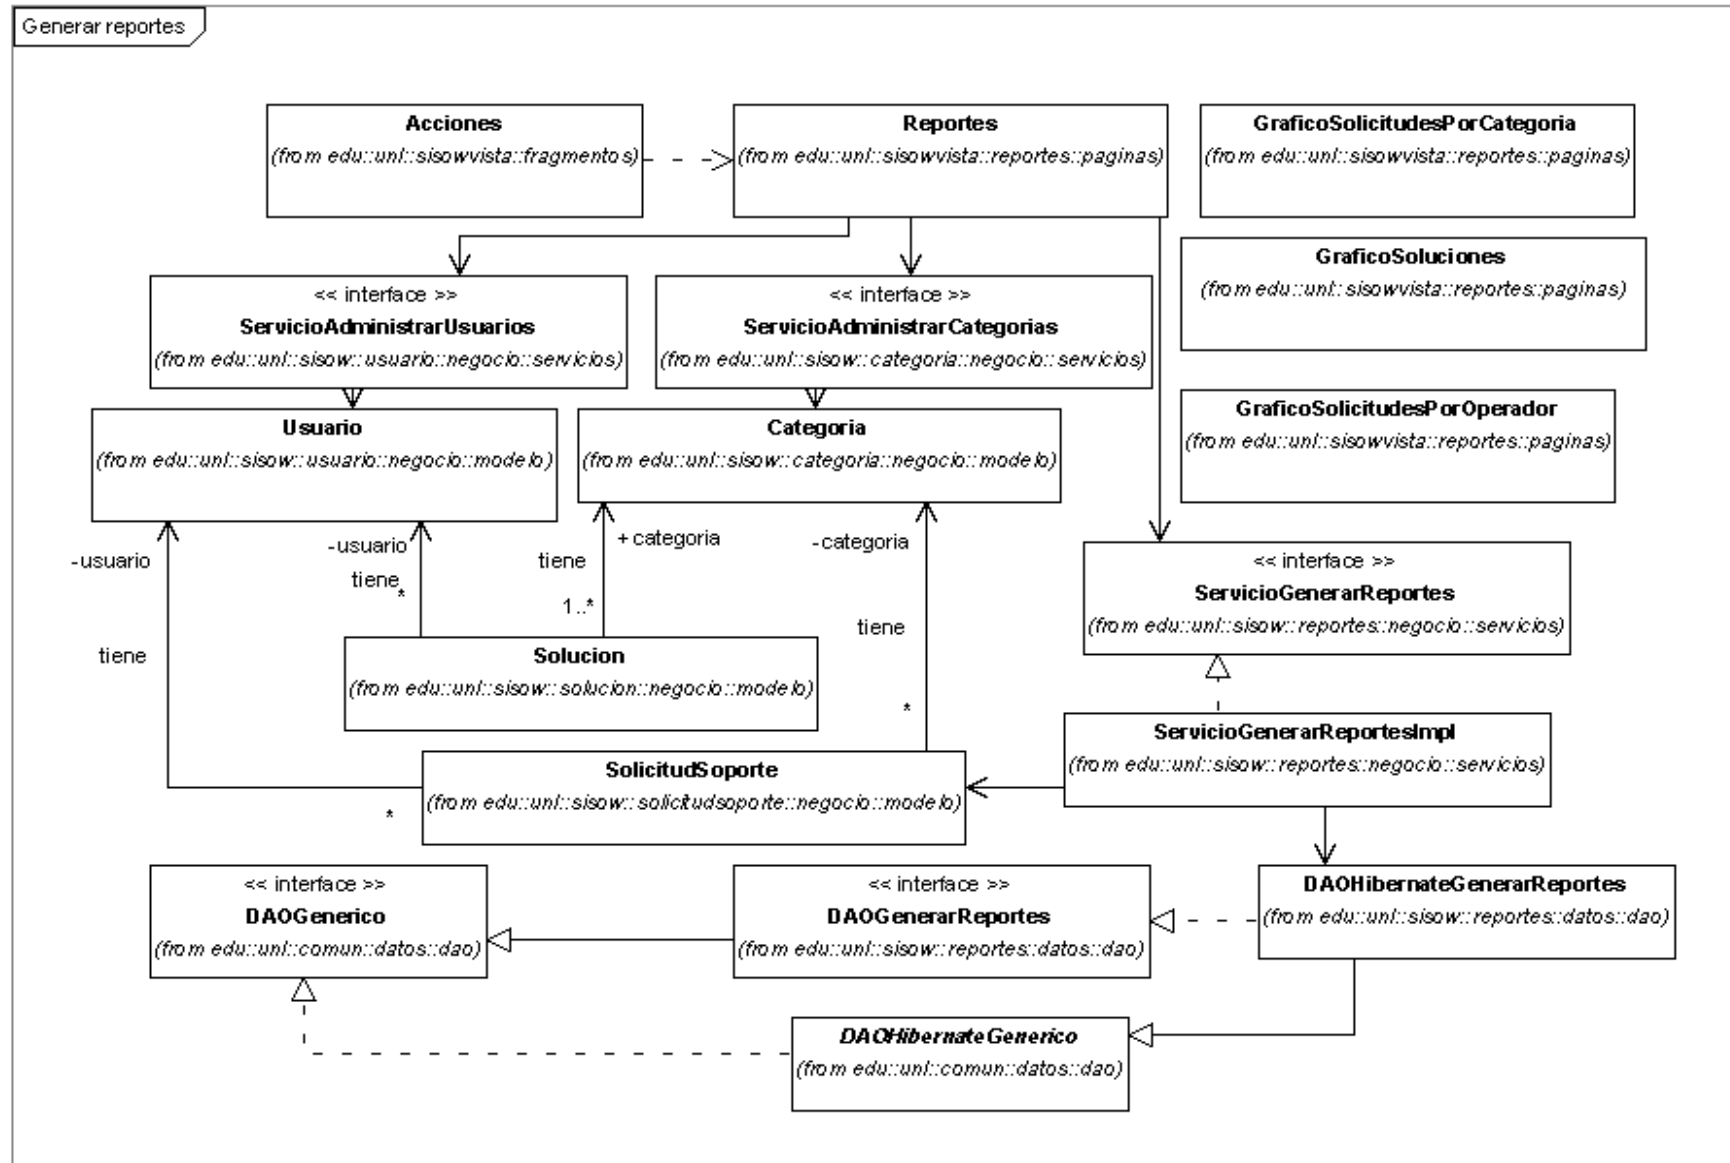 Generar reportes
Acciones
(from edu::unl::sisowvista::fragmentos)
Reportes
(from edu::unl::sisowvista::reportes::paginas)
GraficoSolicitudesPorCategoria
(from edu::unl::sisowvista::reportes::paginas)
GraficoSoluciones
(from edu::unl::sisowvista::reportes::paginas)
<< interface >>
ServicioAdministrarUsuarios
(from edu::unl::sisow::usuario::negocio::servicios)
<< interface >>
ServicioAdministrarCategorias
(from edu::unl::sisow::categoria::negocio::servicios)
GraficoSolicitudesPorOperador
(from edu::unl::sisowvista::reportes::paginas)
Usuario
(from edu::unl::sisow::usuario::negocio::modelo)
Categoria
(from edu::unl::sisow::categoria::negocio::modelo)
-usuario
tiene
*
-usuario
tiene
*
+categoria
tiene
1..*
-categoria
tiene
*
<< interface >>
ServicioGenerarReportes
(from edu::unl::sisow::reportes::negocio::servicios)
Solucion
(from edu::unl::sisow::solucion::negocio::modelo)
ServicioGenerarReportesImpl
(from edu::unl::sisow::reportes::negocio::servicios)
SolicitudSoporte
(from edu::unl::sisow::solicitudsoporte::negocio::modelo)
<< interface >>
DAOGenerico
(from edu::unl::comun::datos::dao)
<< interface >>
DAOGenerarReportes
(from edu::unl::sisow::reportes::datos::dao)
DAOHibernateGenerarReportes
(from edu::unl::sisow::reportes::datos::dao)
DAOHibernateGenerico
(from edu::unl::comun::datos::dao)